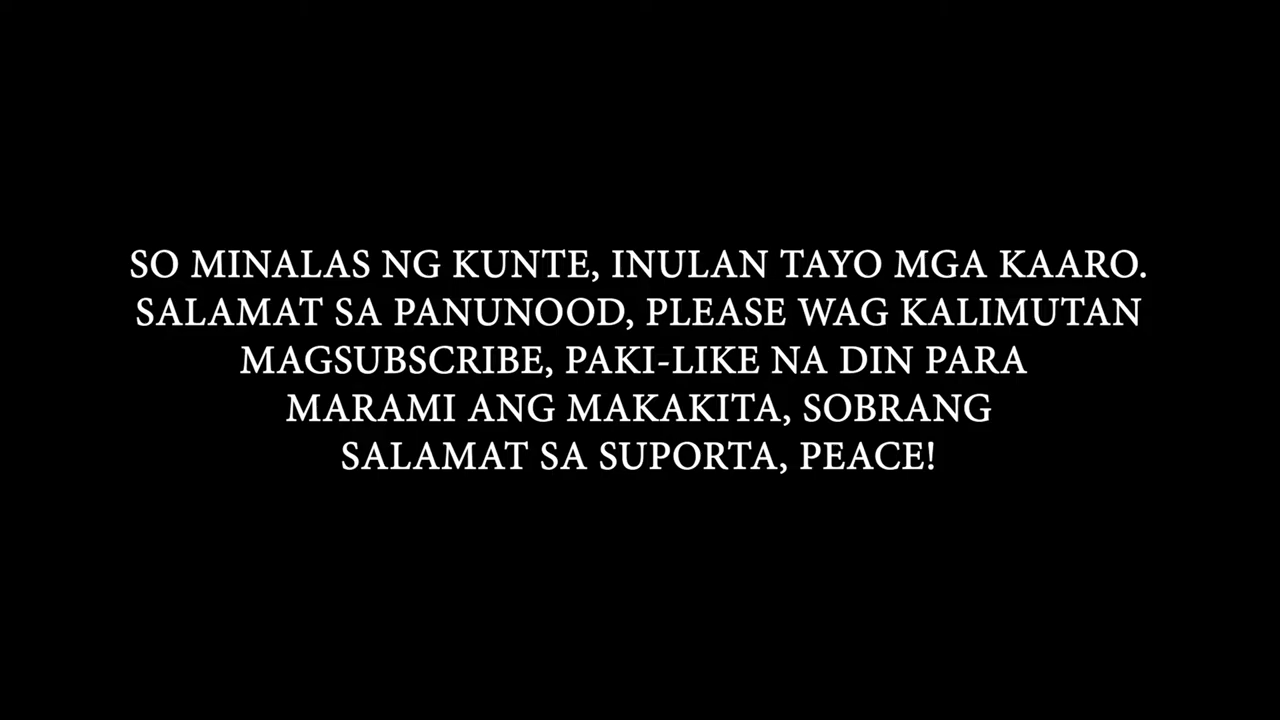 SO MINALAS NG KUNTE, INULAN TAYO MGA KAARO.
SALAMAT SA PANUNOOD, PLEASE WAG KALIMUTAN
MAGSUBSCRIBE, PAKI-LIKE NA DIN PARA
MARAMI ANG MAKAKITA, SOBRANG
SALAMAT SA SUPORTA, PEACE!